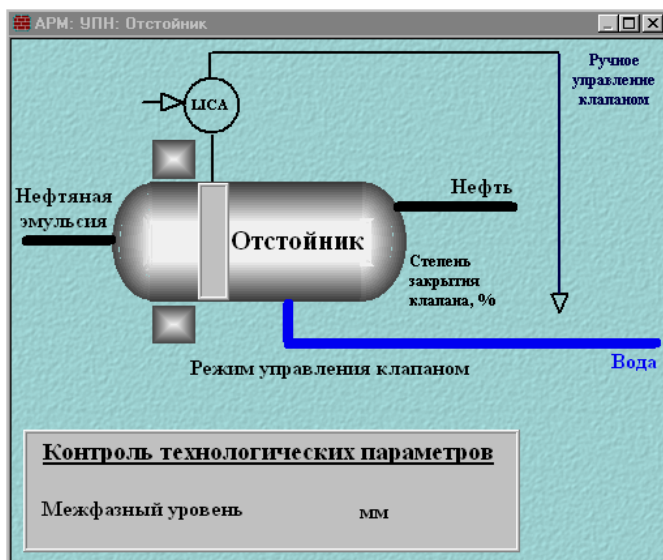 АРМ: УПН: Отстойник
Ручное
управление
клапаном
LICA
Нефтяная
эмульсия
Нефть
Отстойник
Степень
закрытия
клапана, %
Вода
Режим управления клапаном
Контроль технологических параметров
Межфазный уровень мм